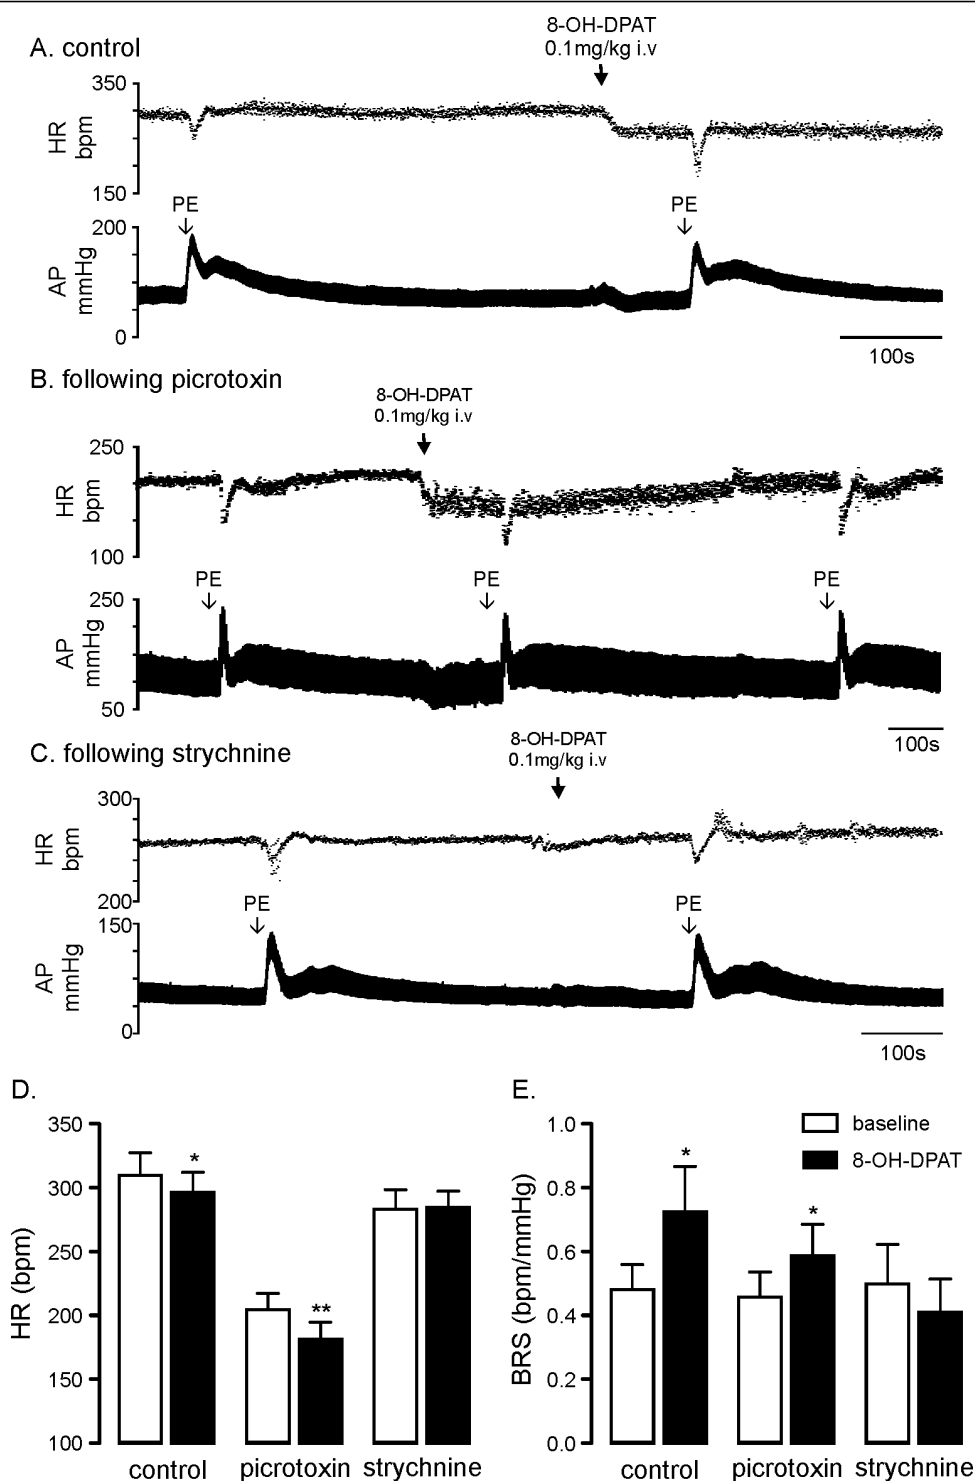 A. control
8-OH-DPAT
0.1mg/kg i.v
350
HR
bpm
150
PE
PE
200
AP
mmHg
0
100s
B. following picrotoxin
8-OH-DPAT
0.1mg/kg i.v
250
HR
bpm
100
PE
PE
PE
250
AP
mmHg
50
100s
C. following strychnine
8-OH-DPAT
0.1mg/kg i.v
300
HR
bpm
200
PE
PE
150
AP
mmHg
0
100s
D.
350
300
250
200
150
100
HR (bpm)
*
**
control
picrotoxin
strychnine
E.
baseline
8-OH-DPAT
1.0
0.8
0.6
0.4
0.2
0.0
BRS (bpm/mmHg)
*
*
control
picrotoxin
strychnine